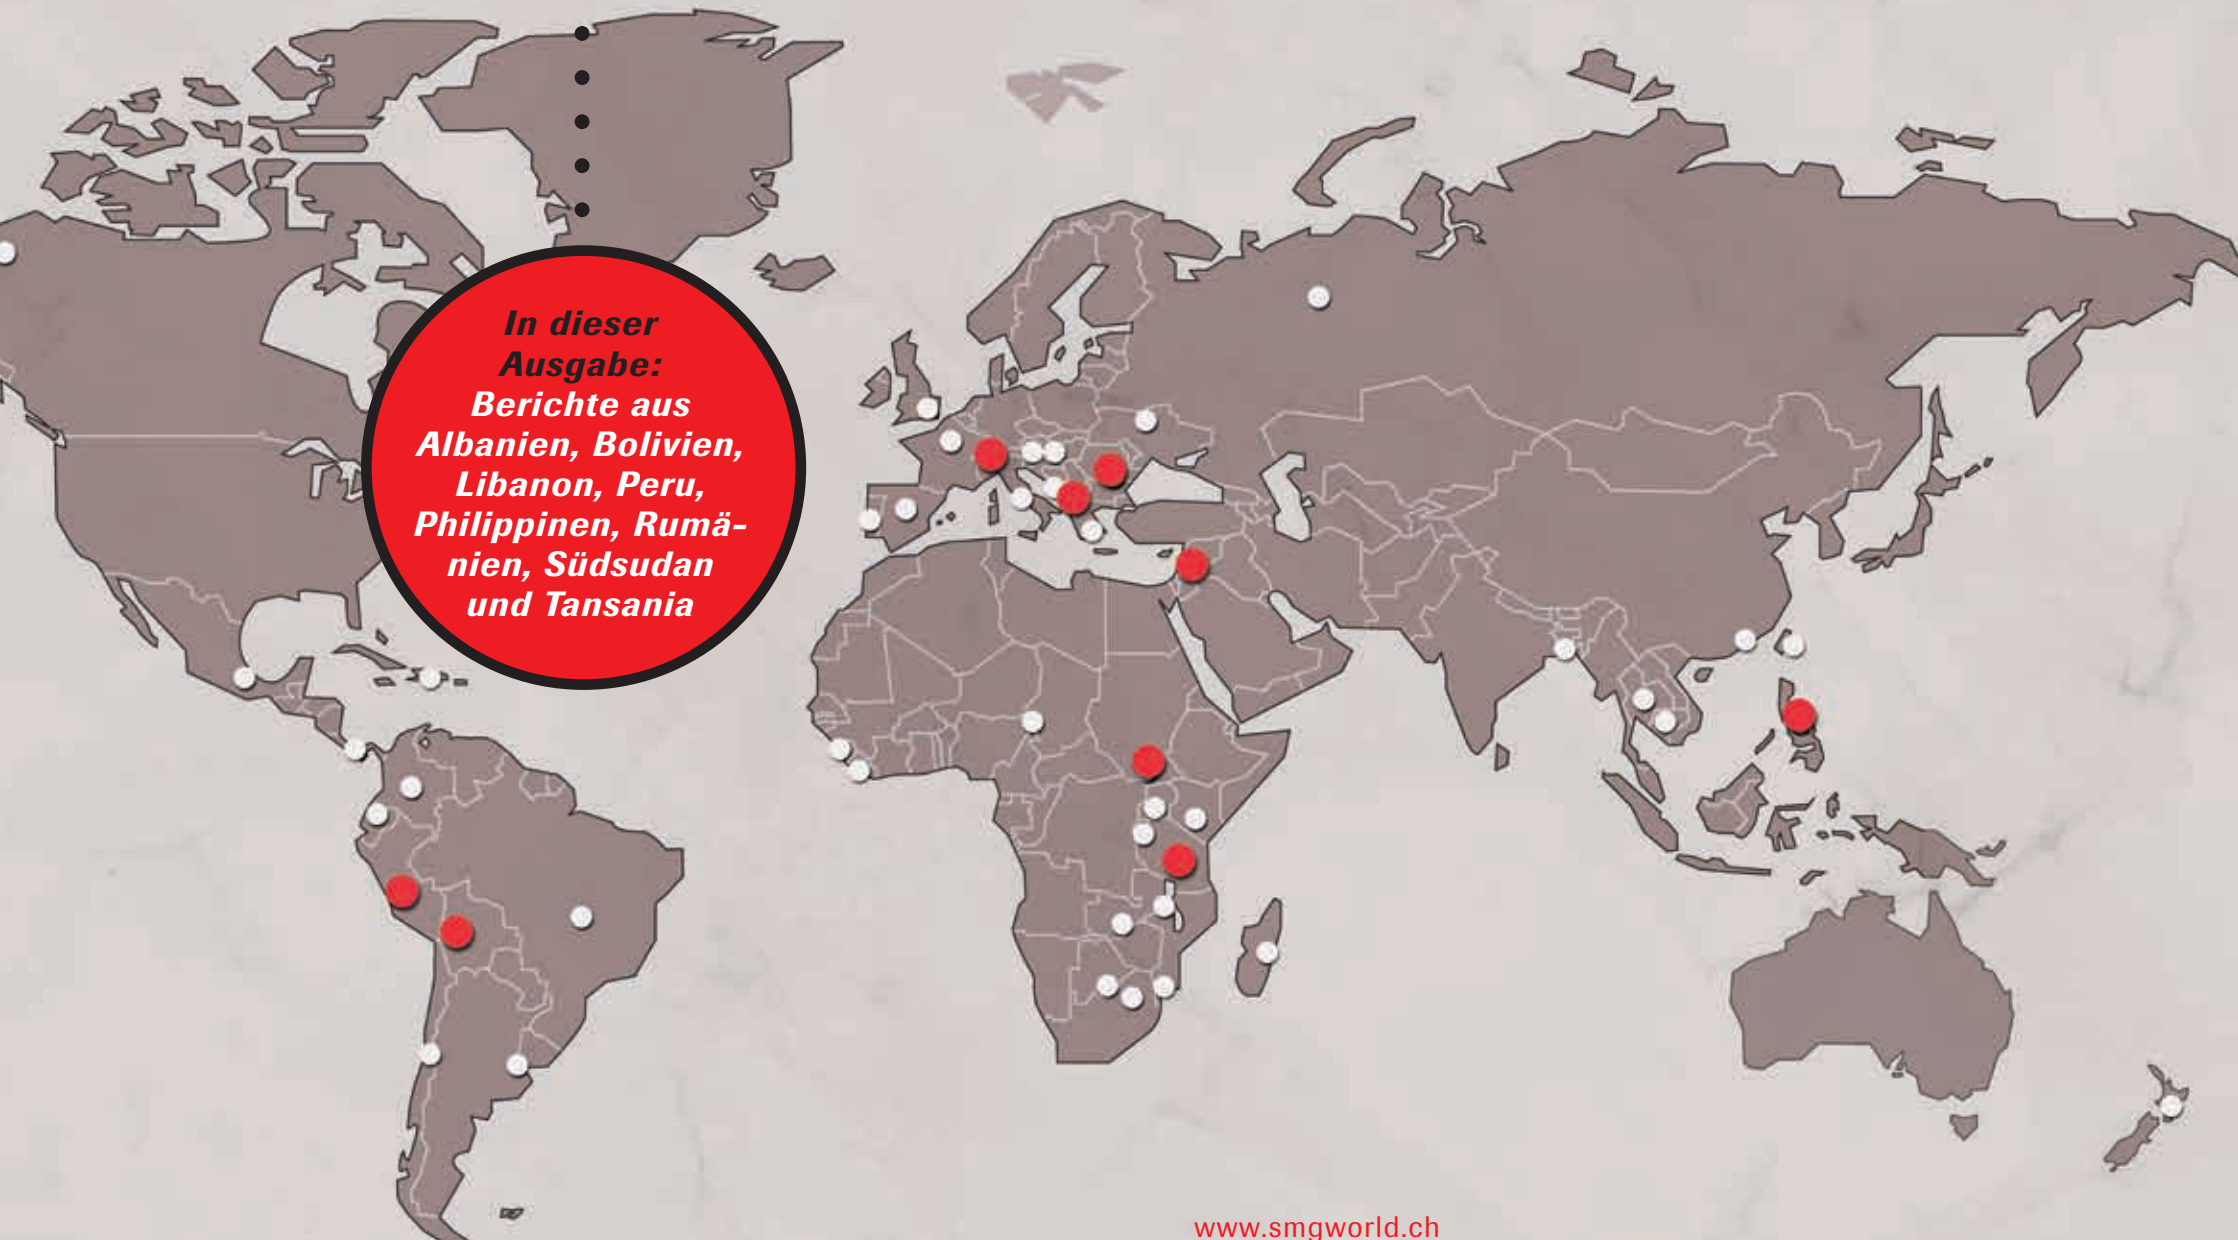 In dieser
Ausgabe:
Berichte aus
Albanien, Bolivien,
Libanon, Peru,
Philippinen, Rumä-
nien, Südsudan
und Tansania
www.smgworld.ch